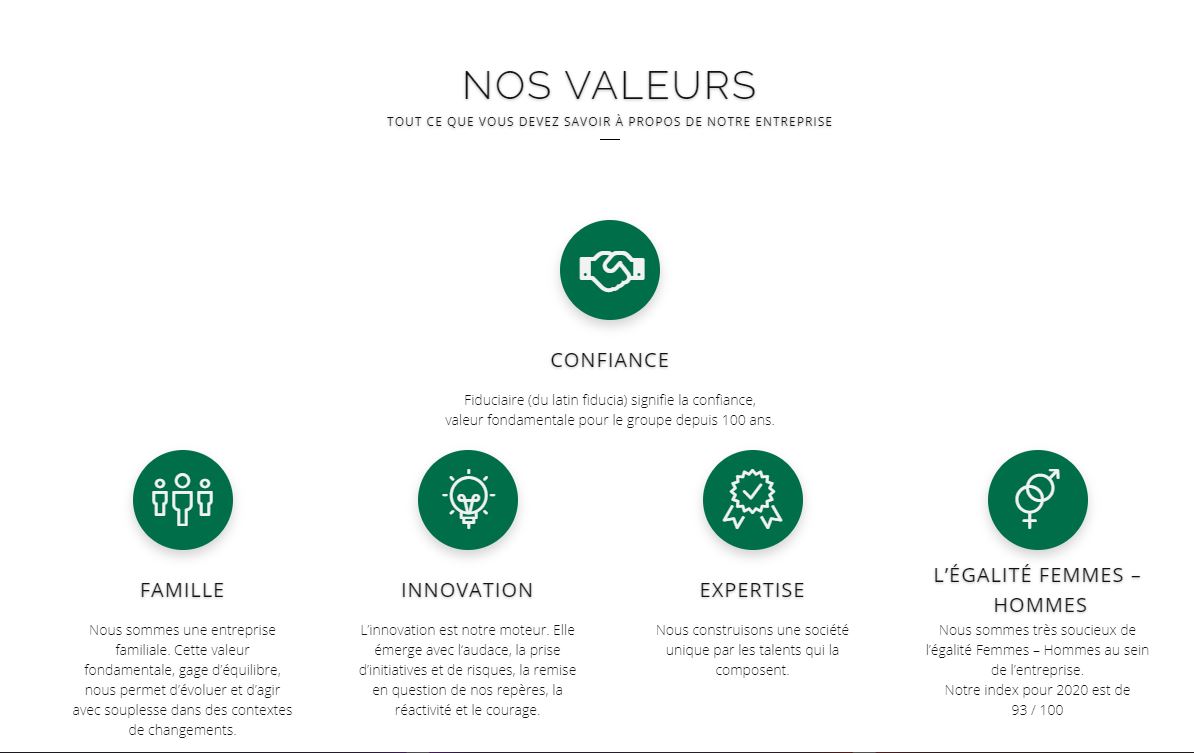 NOS VALEURS
TOUT CE QUE VOUS DEVEZ SAVOIR À PROPOS DE NOTRE ENTREPRISE
CONFIANCE
Fiduciaire (du latin fiducia) signifie la confiance,
valeur fondamentale pour le groupe depuis 100 ans.
FAMILLE
Nous sommes une entreprise
familiale. Cette valeur
fondamentale, gage d'équilibre,
nous permet d'évoluer et d'agir
avec souplesse dans des contextes
de changements.
INNOVATION
L'innovation est notre moteur. Elle
émerge avec l'audace, la prise
d'initiatives et de risques, la remise
en question de nos repères, la
réactivité et le courage.
EXPERTISE
Nous construisons une société
unique par les talents qui la
composent.
L'ÉGALITÉ FEMMES –
HOMMES
Nous sommes très soucieux de
l'égalité Femmes – Hommes au sein
de l'entreprise.
Notre index pour 2020 est de
93 / 100